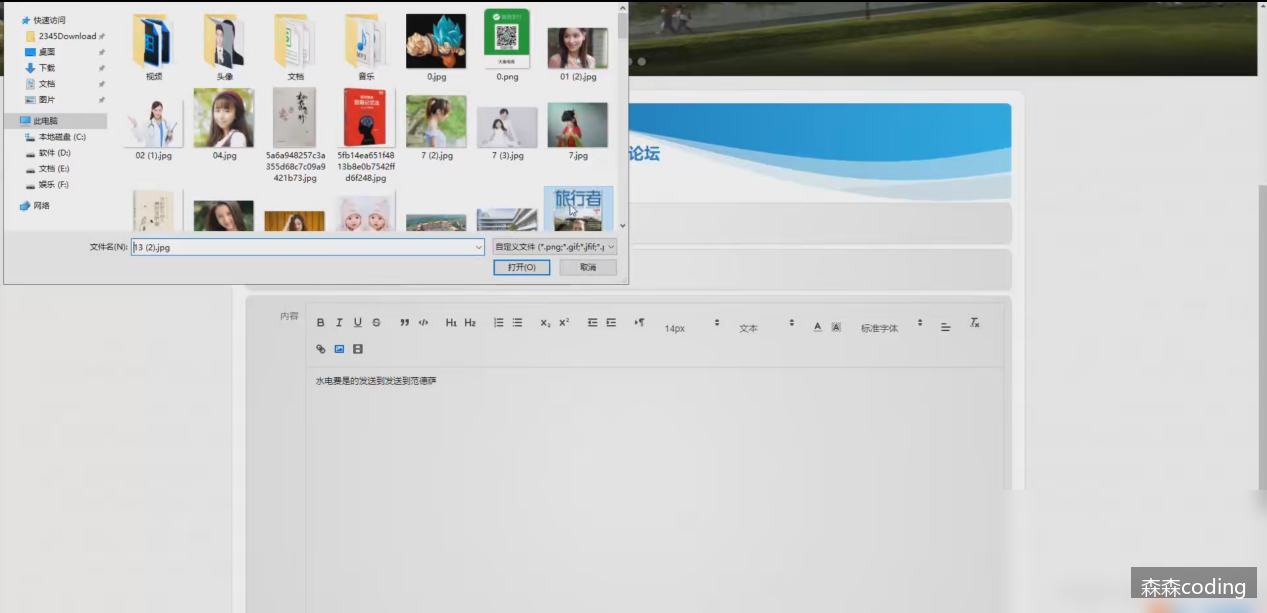 快速访问
2345Download
桌面
下载
文档
图片
此电脑
本地磁盘 (C:)
软件 (D:)
文档 (E:)
娱乐 (F:)
网络
视频
头像
文档
音乐
0.jpg
0.png
01 (2).jpg
02 (1).jpg
04.jpg
5a6a948257c3a
355d68c7c09a9
421b73.jpg
5fb14ea651f48
13b8e0b7542ff
d6f248.jpg
7 (2).jpg
7 (3).jpg
7.jpg
旅行者
文件名(N):
13 (2).jpg
自定义文件 (*.png;*.gif;*.jfif;*.p
打开(O)
取消
论坛
内容
B I U S H1 H2 X2 X2 14px 文本 A A 标准字体
水电费是的发送到发送到范德萨
森森coding